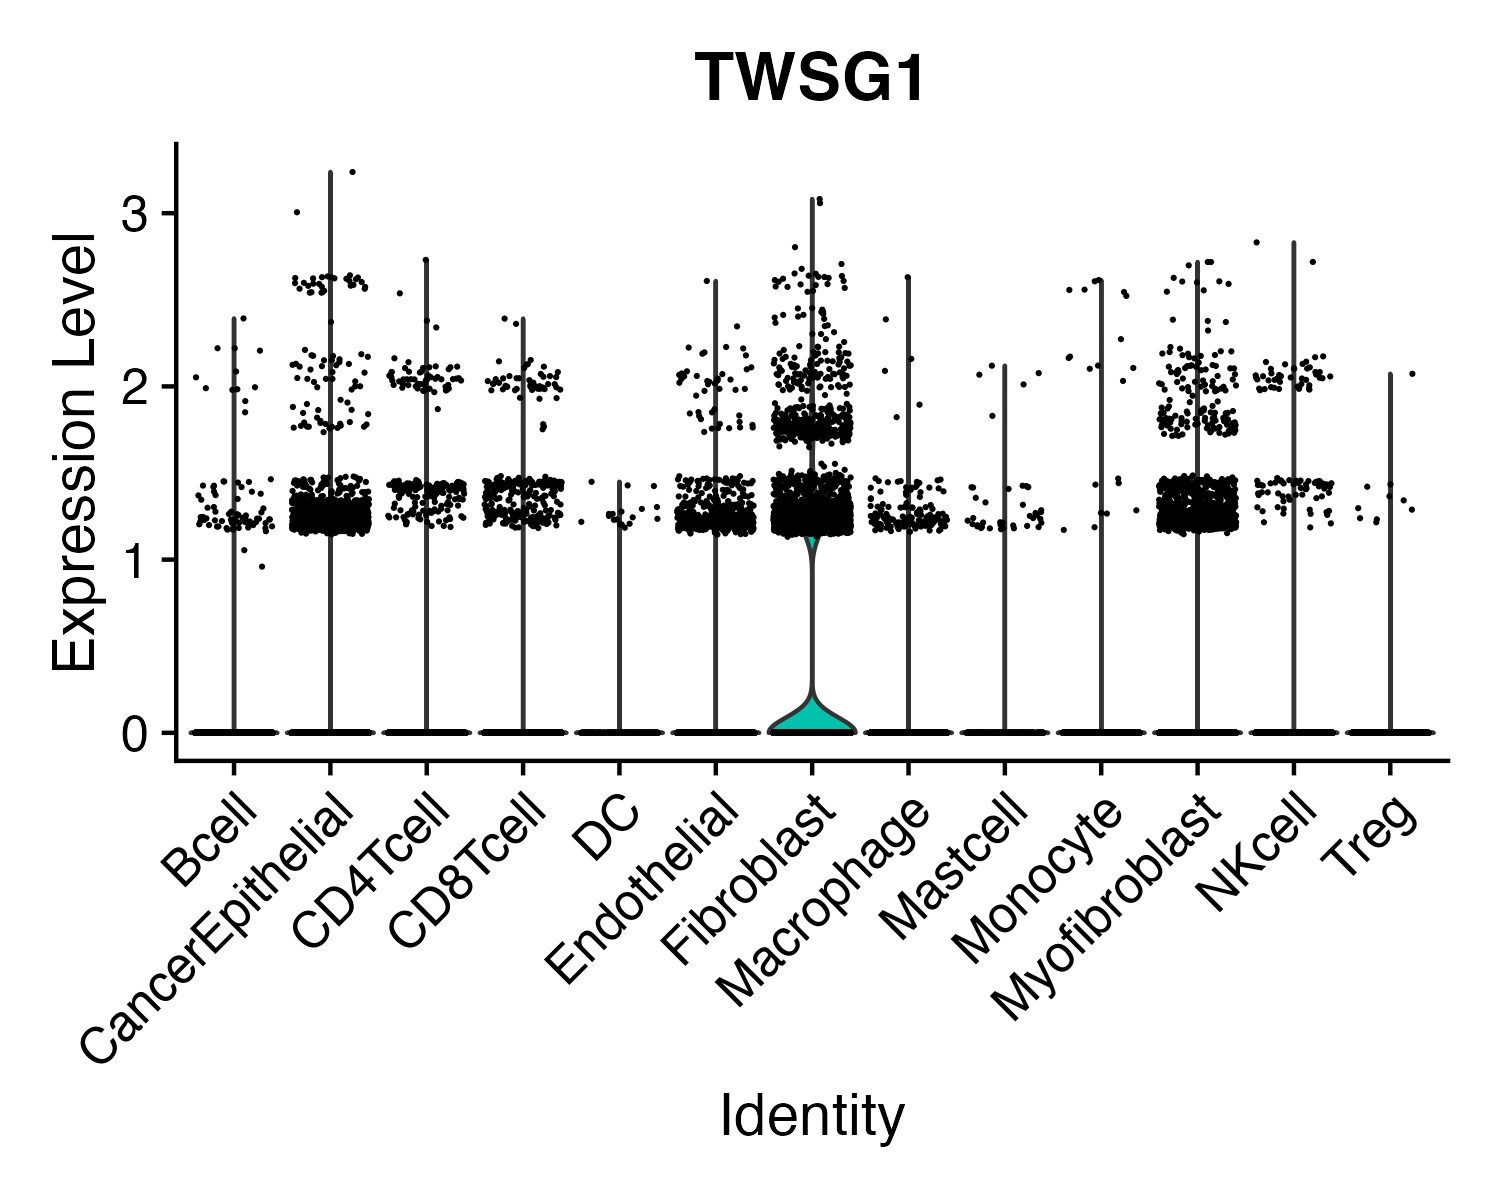 TWSG1
Expression Level
3
2
1
0
Bcell
CancerEpithelial
CD4Tcell
CD8Tcell
DC
Endothelial
Fibroblast
Macrophage
Mastcell
Monocyte
Myofibroblast
NKcell
Treg
Identity